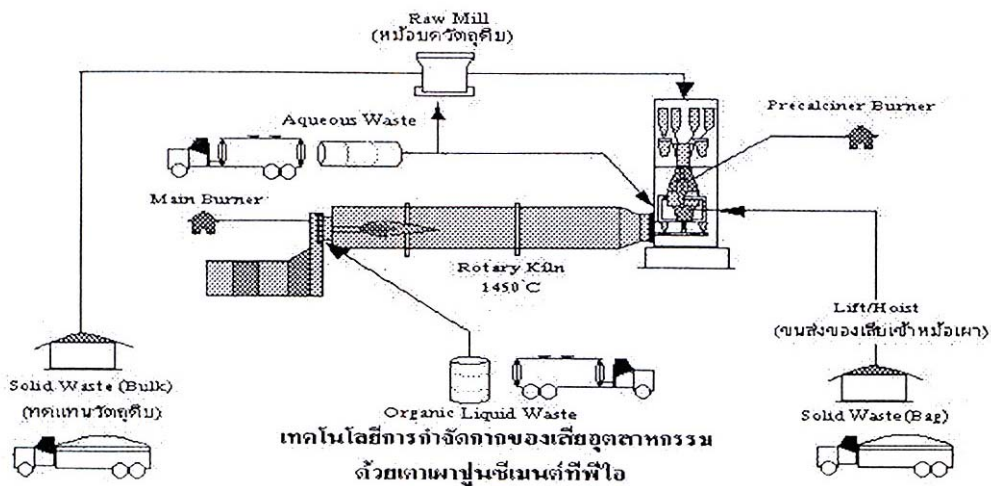 Raw Mill
(หม้อบดวัตถุดิบ)
Precalciner Burner
Aqueous Waste
Main Burner
Rotary Kiln
1450°C
Lift/Hoist
(ขนส่งของเสียเข้าหม้อเผา)
Solid Waste (Bulk)
(ทดแทนวัตถุดิบ)
Organic Liquid Waste
Solid Waste (Bag)
เทคโนโลยีการกำจัดกากของเสียอุตสาหกรรม
ด้วยเตาเผาปูนซีเมนต์ทีพีไอ